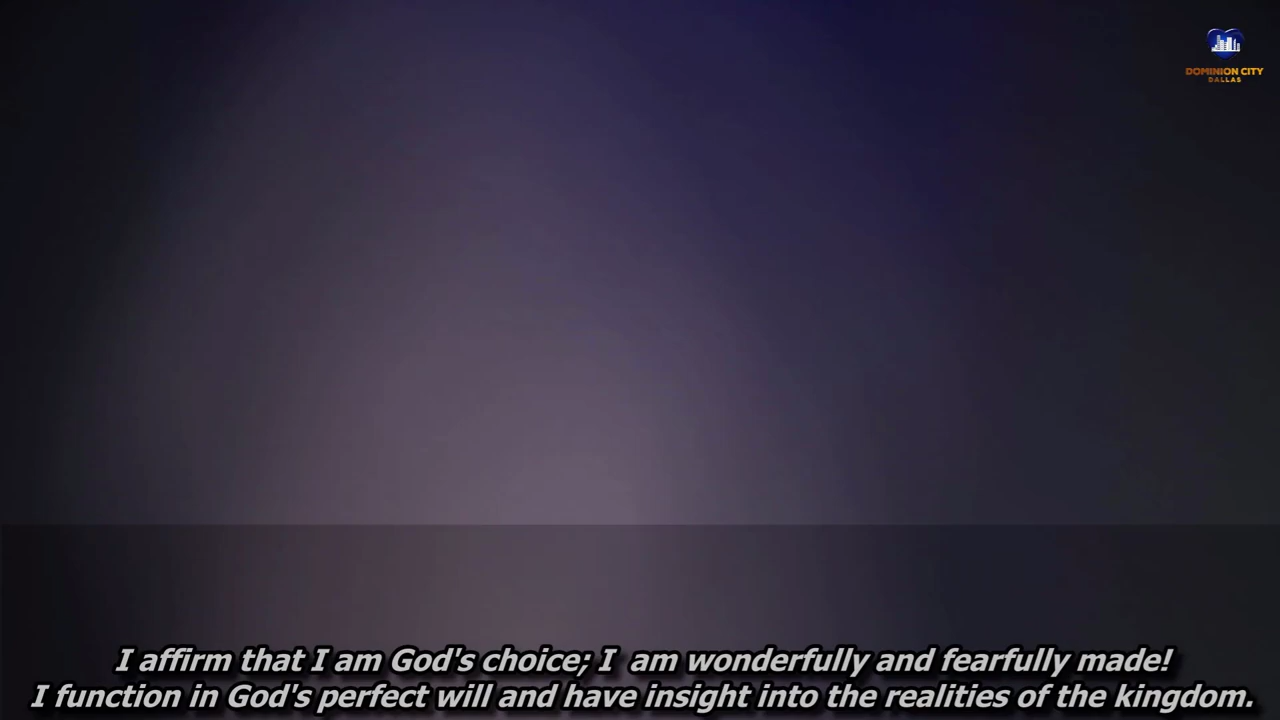 DOMINION CITY
DALLAS
I affirm that I am God's choice; I  am wonderfully and fearfully made!
I function in God's perfect will and have insight into the realities of the kingdom.